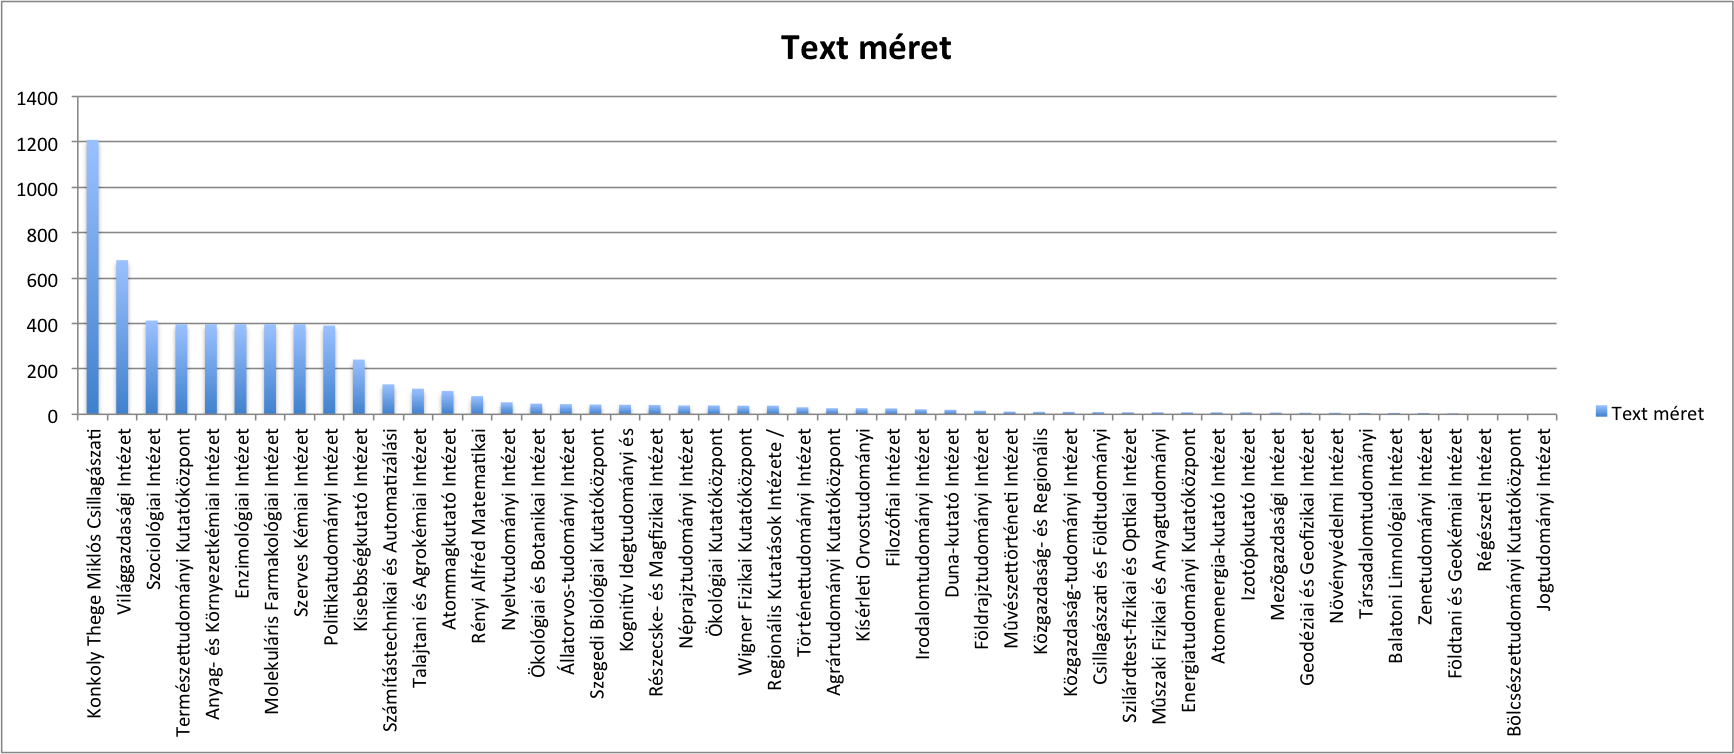 Text méret
1400
1200
1000
800
600
400
200
0
Konkoly Thege Miklós Csillagászati
Világgazdasági Intézet
Szociológiai Intézet
Természettudományi Kutatóközpont
Anyag- és Környezetkémiai Intézet
Enzimológiai Intézet
Molekuláris Farmakológiai Intézet
Szerves Kémiai Intézet
Politikatudományi Intézet
Kisebbségkutató Intézet
Számítástechnikai és Automatizálási
Talajtani és Agrokémiai Intézet
Atommagkutató Intézet
Rényi Alfréd Matematikai
Nyelvtudományi Intézet
Ökológiai és Botanikai Intézet
Állatorvos-tudományi Intézet
Szegedi Biológiai Kutatóközpont
Kognitív Idegtudományi és
Részecske- és Magfizikai Intézet
Néprajztudományi Intézet
Ökológiai Kutatóközpont
Wigner Fizikai Kutatóközpont
Regionális Kutatások Intézete /
Történettudományi Intézet
Agrártudományi Kutatóközpont
Kísérleti Orvostudományi
Filozófiai Intézet
Irodalomtudományi Intézet
Duna-kutató Intézet
Földrajztudományi Intézet
Mûvészettörténeti Intézet
Közgazdaság- és Regionális
Közgazdaság-tudományi Intézet
Csillagászati és Földtudományi
Szilárdtest-fizikai és Optikai Intézet
Mûszaki Fizikai és Anyagtudományi
Energiatudományi Kutatóközpont
Atomenergia-kutató Intézet
Izotópkutató Intézet
Mezõgazdasági Intézet
Geodéziai és Geofizikai Intézet
Növényvédelmi Intézet
Társadalomtudományi
Balatoni Limnológiai Intézet
Zenetudományi Intézet
Földtani és Geokémiai Intézet
Régészeti Intézet
Bölcsészettudományi Kutatóközpont
Jogtudományi Intézet
Text méret